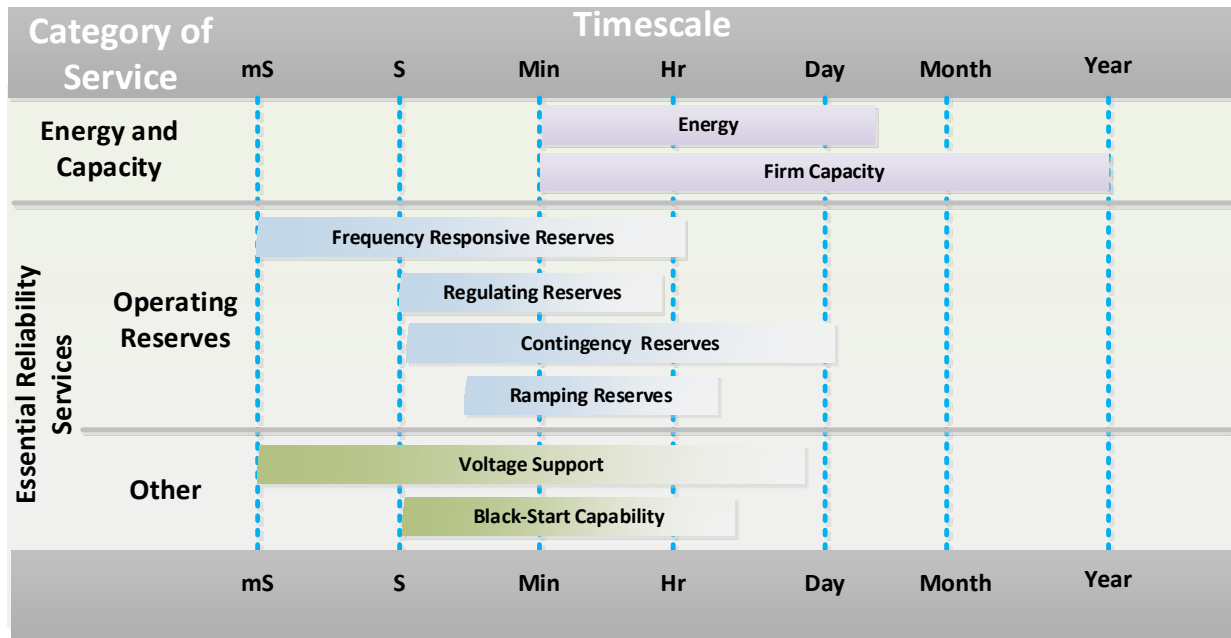 Category of
Service
Timescale
mS S Min Hr Day Month Year
Energy and
Capacity
Energy
Firm Capacity
Essential Reliability
Services
Operating
Reserves
Frequency Responsive Reserves
Regulating Reserves
Contingency Reserves
Ramping Reserves
Other
Voltage Support
Black-Start Capability
mS S Min Hr Day Month Year